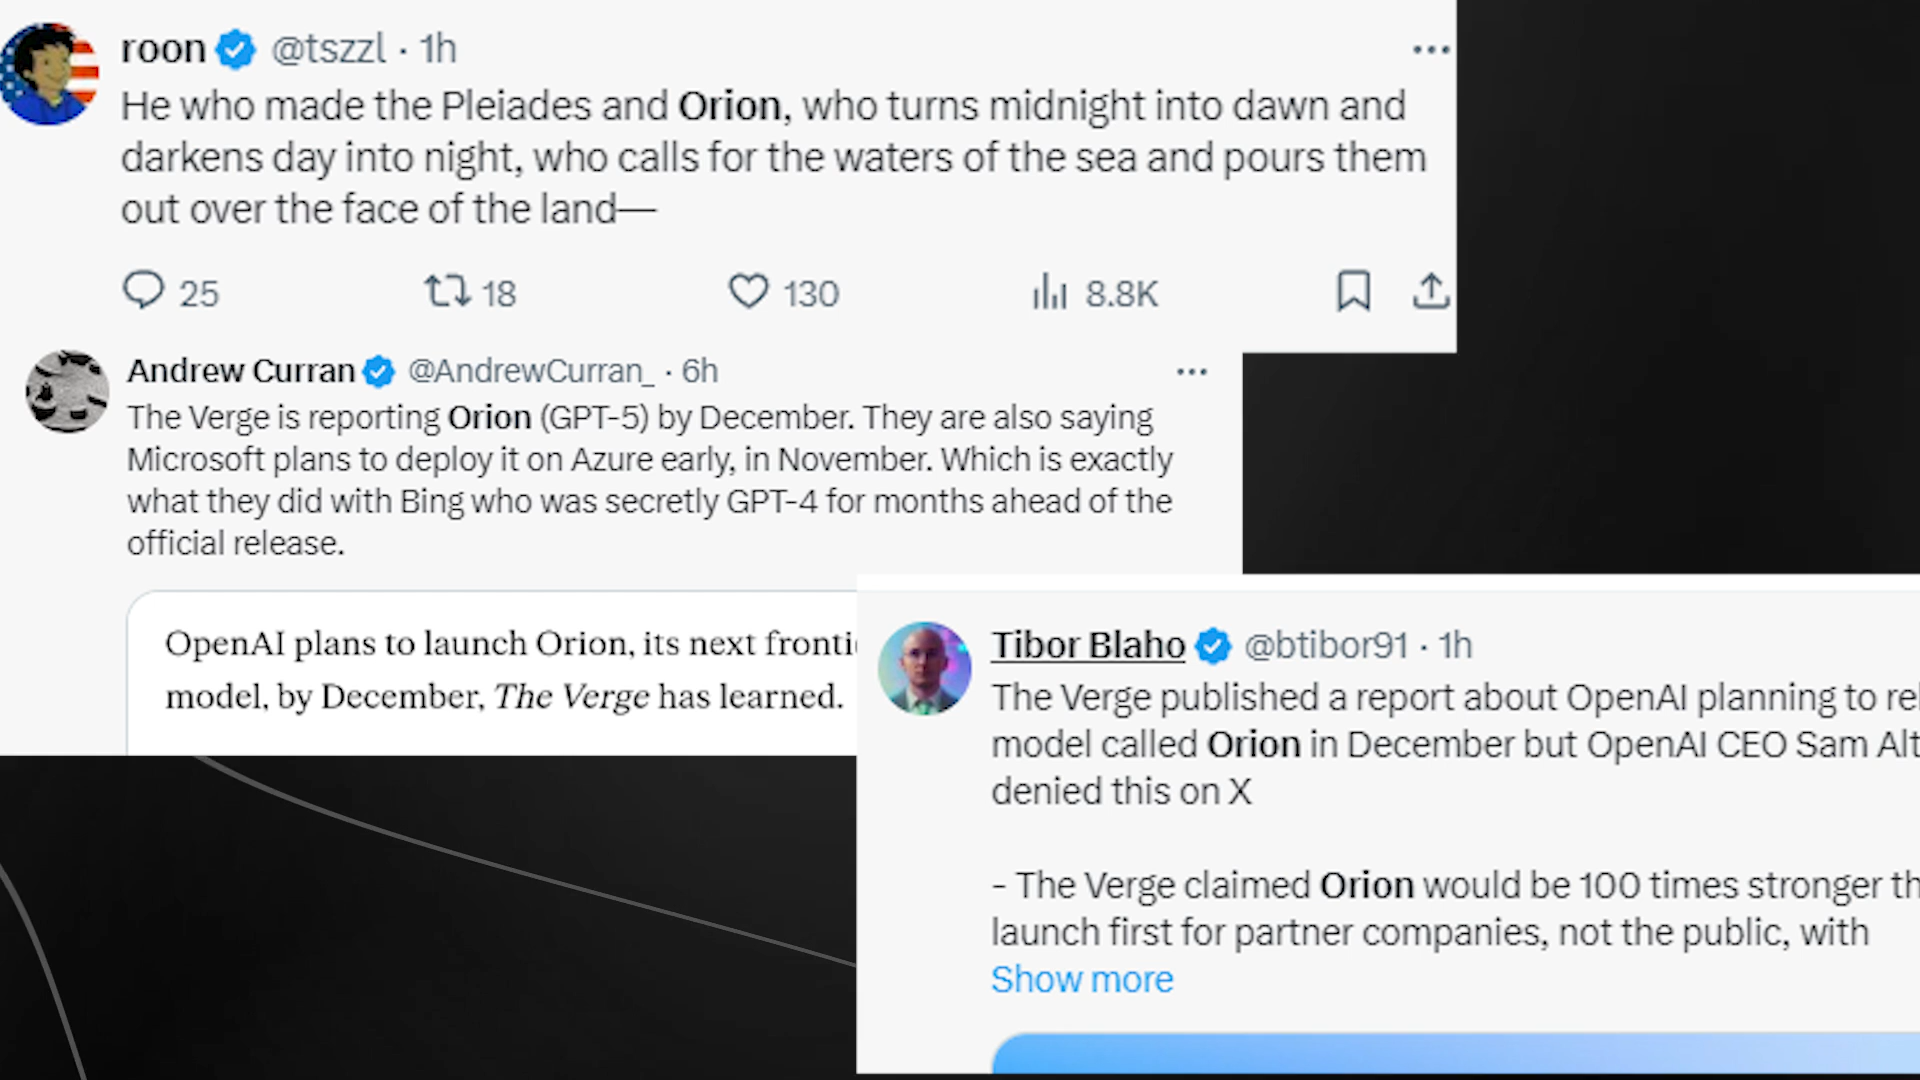 roon @tszzl · 1h
He who made the Pleiades and Orion, who turns midnight into dawn and
darkens day into night, who calls for the waters of the sea and pours them
out over the face of the land—
25 18 130 8.8K
Andrew Curran @AndrewCurran_ · 6h
The Verge is reporting Orion (GPT-5) by December. They are also saying
Microsoft plans to deploy it on Azure early, in November. Which is exactly
what they did with Bing who was secretly GPT-4 for months ahead of the
official release.
OpenAI plans to launch Orion, its next fronti
model, by December, The Verge has learned.
Tibor Blaho @btibor91 · 1h
The Verge published a report about OpenAI planning to rel
model called Orion in December but OpenAI CEO Sam Alt
denied this on X
- The Verge claimed Orion would be 100 times stronger th
launch first for partner companies, not the public, with
Show more